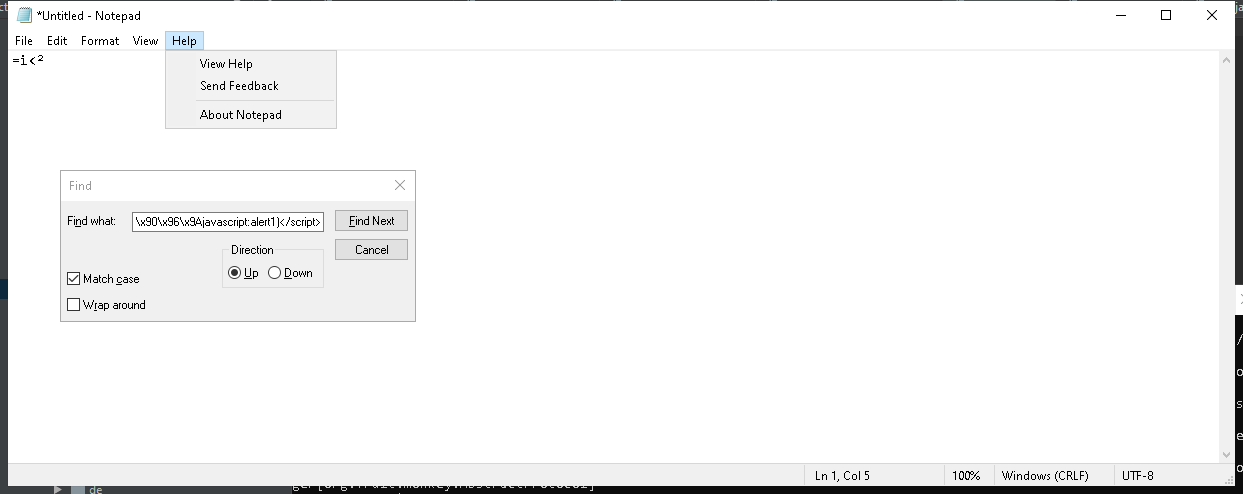 *Untitled - Notepad
File Edit Format View Help
=i<²
View Help
Send Feedback
About Notepad
Find
Find what: \x90\x96\x9Ajavascript:alert1)</script> Find Next
Direction Cancel
Up Down
Match case
Wrap around
Ln 1, Col 5 100% Windows (CRLF) UTF-8
de